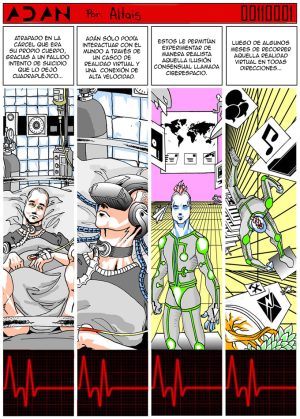 ADAN
Por: Altais
00110001
ATRAPADO EN LA
CÁRCEL QUE ERA
SU PROPIO CUERPO,
GRACIAS A UN FALLIDO
INTENTO DE SUICIDIO
QUE LO DEJÓ
CUADRAPLÉJICO...
ADÁN SÓLO PODÍA
INTERACTUAR CON EL
MUNDO A TRAVÉS DE
UN CASCO DE
REALIDAD VIRTUAL Y
UNA CONEXIÓN DE
ALTA VELOCIDAD.
ESTOS LE PERMITÍAN
EXPERIMENTAR DE
MANERA REALISTA
AQUELLA ILUSIÓN
CONSENSUAL LLAMADA
CIBERESPACIO.
LUEGO DE ALGUNOS
MESES DE RECORRER
AQUELLA REALIDAD
VIRTUAL EN TODAS
DIRECCIONES...